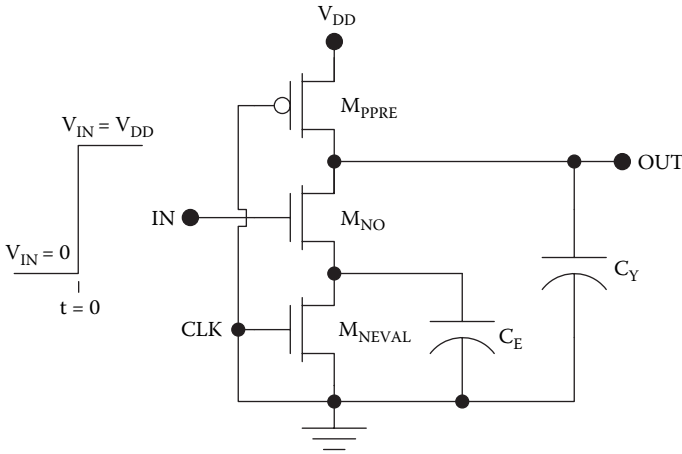 V_DD
M_PPRE
V_IN = V_DD
OUT
IN
M_NO
V_IN = 0
C_Y
t = 0
CLK
M_NEVAL
C_E